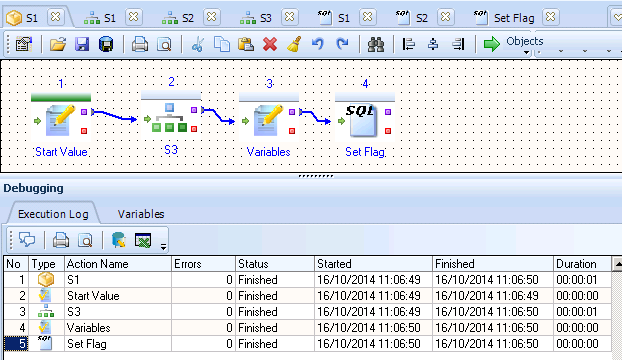 S1 S1 S2 S3 SQL S1 SQL S2 SQL Set Flag
Objects
1 2 3 4
SQL
Start Value S3 Variables Set Flag
Debugging
Execution Log Variables
No Type Action Name Errors Status Started Finished Duration
1 S1 0 Finished 16/10/2014 11:06:49 16/10/2014 11:06:50 00:00:01
2 Start Value 0 Finished 16/10/2014 11:06:49 16/10/2014 11:06:49 00:00:00
3 S3 0 Finished 16/10/2014 11:06:49 16/10/2014 11:06:50 00:00:01
4 Variables 0 Finished 16/10/2014 11:06:50 16/10/2014 11:06:50 00:00:00
5 SQL Set Flag 0 Finished 16/10/2014 11:06:50 16/10/2014 11:06:50 00:00:00